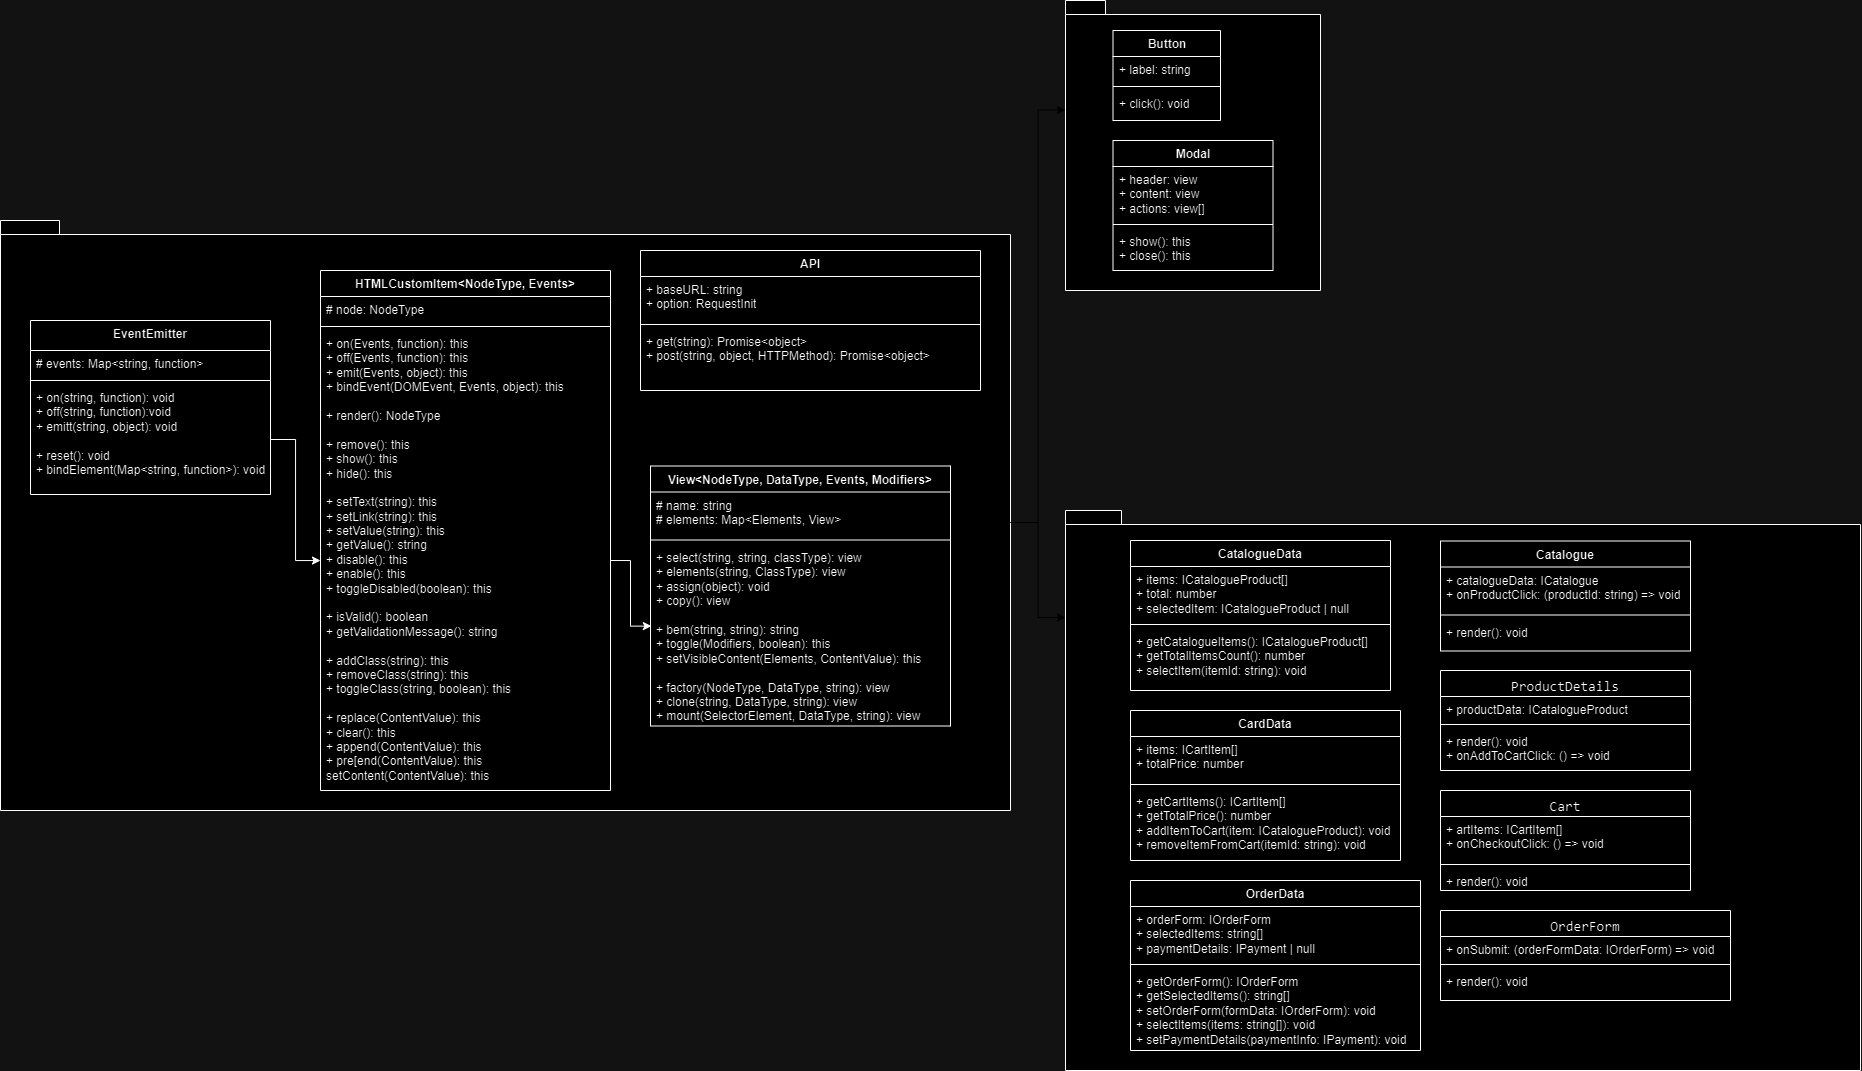 EventEmitter
# events: Map<string, function>
+ on(string, function): void
+ off(string, function):void
+ emitt(string, object): void
+ reset(): void
+ bindElement(Map<string, function>): void
HTMLCustomItem<NodeType, Events>
# node: NodeType
+ on(Events, function): this
+ off(Events, function): this
+ emit(Events, object): this
+ bindEvent(DOMEvent, Events, object): this
+ render(): NodeType
+ remove(): this
+ show(): this
+ hide(): this
+ setText(string): this
+ setLink(string): this
+ setValue(string): this
+ getValue(): string
+ disable(): this
+ enable(): this
+ toggleDisabled(boolean): this
+ isValid(): boolean
+ getValidationMessage(): string
+ addClass(string): this
+ removeClass(string): this
+ toggleClass(string, boolean): this
+ replace(ContentValue): this
+ clear(): this
+ append(ContentValue): this
+ pre[end(ContentValue): this
setContent(ContentValue): this
API
+ baseURL: string
+ option: RequestInit
+ get(string): Promise<object>
+ post(string, object, HTTPMethod): Promise<object>
View<NodeType, DataType, Events, Modifiers>
# name: string
# elements: Map<Elements, View>
+ select(string, string, classType): view
+ elements(string, ClassType): view
+ assign(object): void
+ copy(): view
+ bem(string, string): string
+ toggle(Modifiers, boolean): this
+ setVisibleContent(Elements, ContentValue): this
+ factory(NodeType, DataType, string): view
+ clone(string, DataType, string): view
+ mount(SelectorElement, DataType, string): view
Button
+ label: string
+ click(): void
Modal
+ header: view
+ content: view
+ actions: view[]
+ show(): this
+ close(): this
CatalogueData
+ items: ICatalogueProduct[]
+ total: number
+ selectedItem: ICatalogueProduct | null
+ getCatalogueItems(): ICatalogueProduct[]
+ getTotalItemsCount(): number
+ selectItem(itemId: string): void
CardData
+ items: ICartItem[]
+ totalPrice: number
+ getCartItems(): ICartItem[]
+ getTotalPrice(): number
+ addItemToCart(item: ICatalogueProduct): void
+ removeItemFromCart(itemId: string): void
OrderData
+ orderForm: IOrderForm
+ selectedItems: string[]
+ paymentDetails: IPayment | null
+ getOrderForm(): IOrderForm
+ getSelectedItems(): string[]
+ setOrderForm(formData: IOrderForm): void
+ selectItems(items: string[]): void
+ setPaymentDetails(paymentInfo: IPayment): void
Catalogue
+ catalogueData: ICatalogue
+ onProductClick: (productId: string) => void
+ render(): void
ProductDetails
+ productData: ICatalogueProduct
+ render(): void
+ onAddToCartClick: () => void
Cart
+ artItems: ICartItem[]
+ onCheckoutClick: () => void
+ render(): void
OrderForm
+ onSubmit: (orderFormData: IOrderForm) => void
+ render(): void